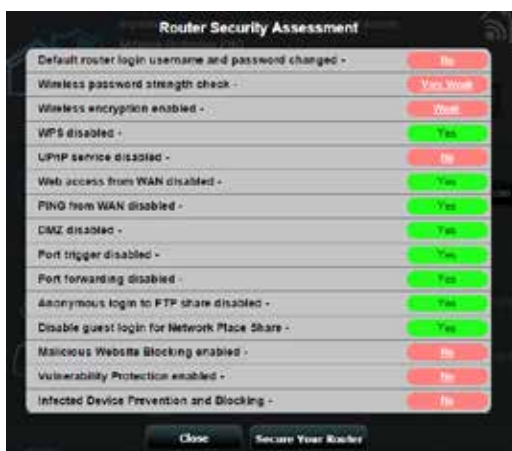 Router Security Assessment
Default router login username and password changed - No
Wireless password strength check - Very Weak
Wireless encryption enabled - Weak
WPS disabled - Yes
UPnP service disabled - No
Web access from WAN disabled - Yes
PING from WAN disabled - Yes
DMZ disabled - Yes
Port trigger disabled - Yes
Port forwarding disabled - Yes
Anonymous login to FTP share disabled - Yes
Disable guest login for Network Place Share - Yes
Malicious Website Blocking enabled - No
Vulnerability Protection enabled - No
Infected Device Prevention and Blocking - No
Close Secure Your Router